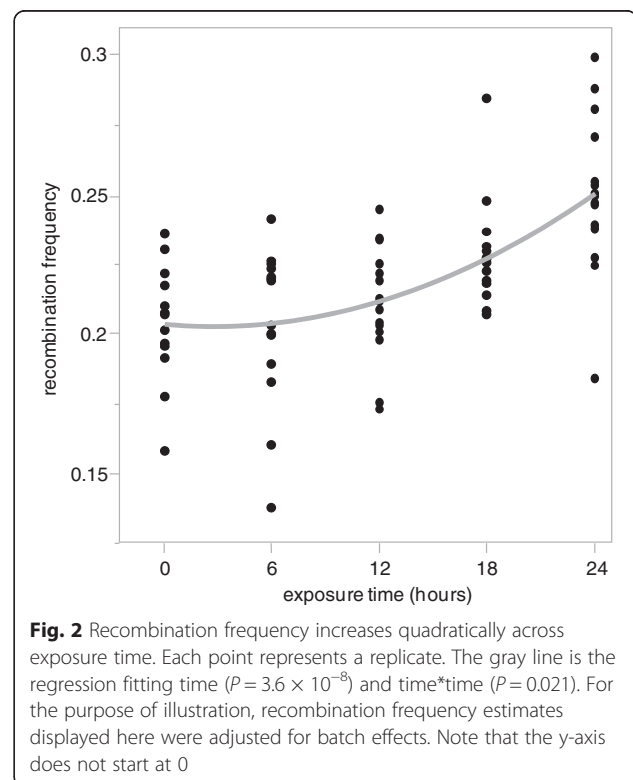 0.3
0.25
0.2
0.15
recombination frequency
0 6 12 18 24
exposure time (hours)
Fig. 2 Recombination frequency increases quadratically across
exposure time. Each point represents a replicate. The gray line is the
regression fitting time (P = 3.6 × 10⁻⁸) and time*time (P = 0.021). For
the purpose of illustration, recombination frequency estimates
displayed here were adjusted for batch effects. Note that the y-axis
does not start at 0